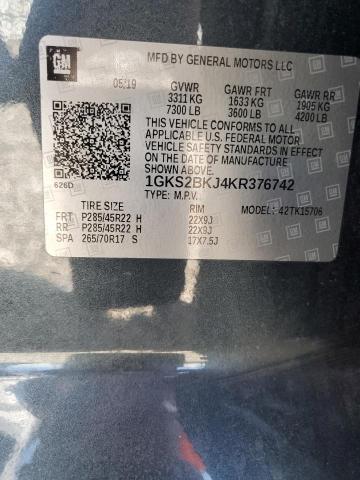 GM
MFD BY GENERAL MOTORS LLC
05/19 GVWR GAWR FRT GAWR RR
3311 KG 1633 KG 1905 KG
7300 LB 3600 LB 4200 LB
THIS VEHICLE CONFORMS TO ALL APPLICABLE
U.S. FEDERAL MOTOR
VEHICLE SAFETY STANDARDS IN
EFFECT ON THE DATE OF MANUFACTURE
SHOWN ABOVE.
1GKS2BKJ4KR376742
626D TYPE: M.P.V. MODEL: 42TK15706
TIRE SIZE RIM
FRT P285/45R22 H 22X9J
RR P285/45R22 H 22X9J
SPA 265/70R17 S 17X7.5J